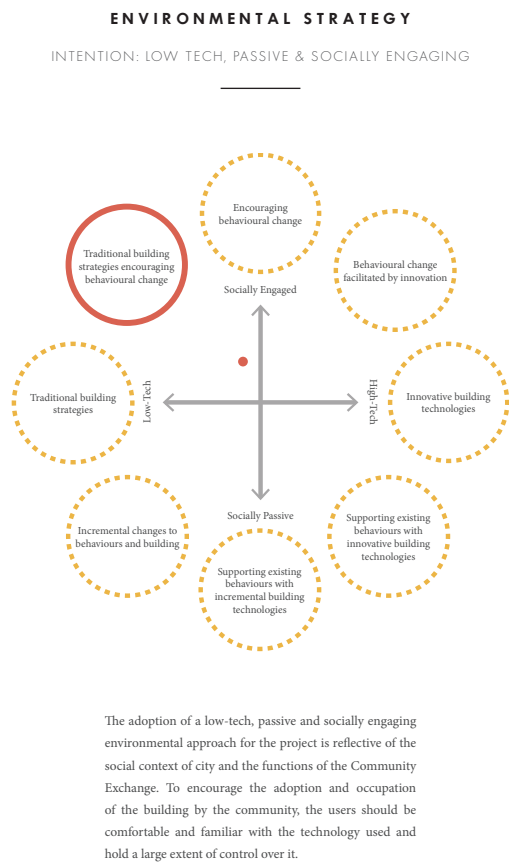 ENVIRONMENTAL STRATEGY
INTENTION: LOW TECH, PASSIVE & SOCIALLY ENGAGING
Encouraging
behavioural change
Traditional building
strategies encouraging
behavioural change
Behavioural change
facilitated by innovation
Socially Engaged
Traditional building
strategies
Low-Tech
High-Tech
Innovative building
technologies
Socially Passive
Incremental changes to
behaviours and building
Supporting existing
behaviours with
innovative building
technologies
Supporting existing
behaviours with
incremental building
technologies
The adoption of a low-tech, passive and socially engaging
environmental approach for the project is reflective of the
social context of city and the functions of the Community
Exchange. To encourage the adoption and occupation
of the building by the community, the users should be
comfortable and familiar with the technology used and
hold a large extent of control over it.